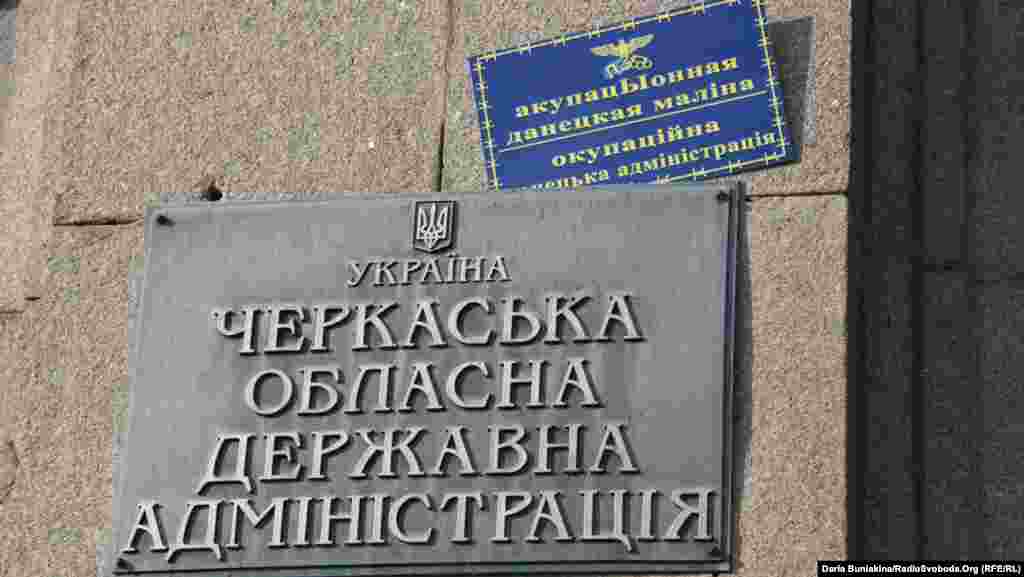 акупацЫонная
данецкая маліна
окупаційна
адміністрація
УКРАЇНА
ЧЕРКАСЬКА
ОБЛАСНА
ДЕРЖАВНА
АДМІНІСТРАЦІЯ
Daria Buniakina/RadioSvoboda.Org (RFE/RL)